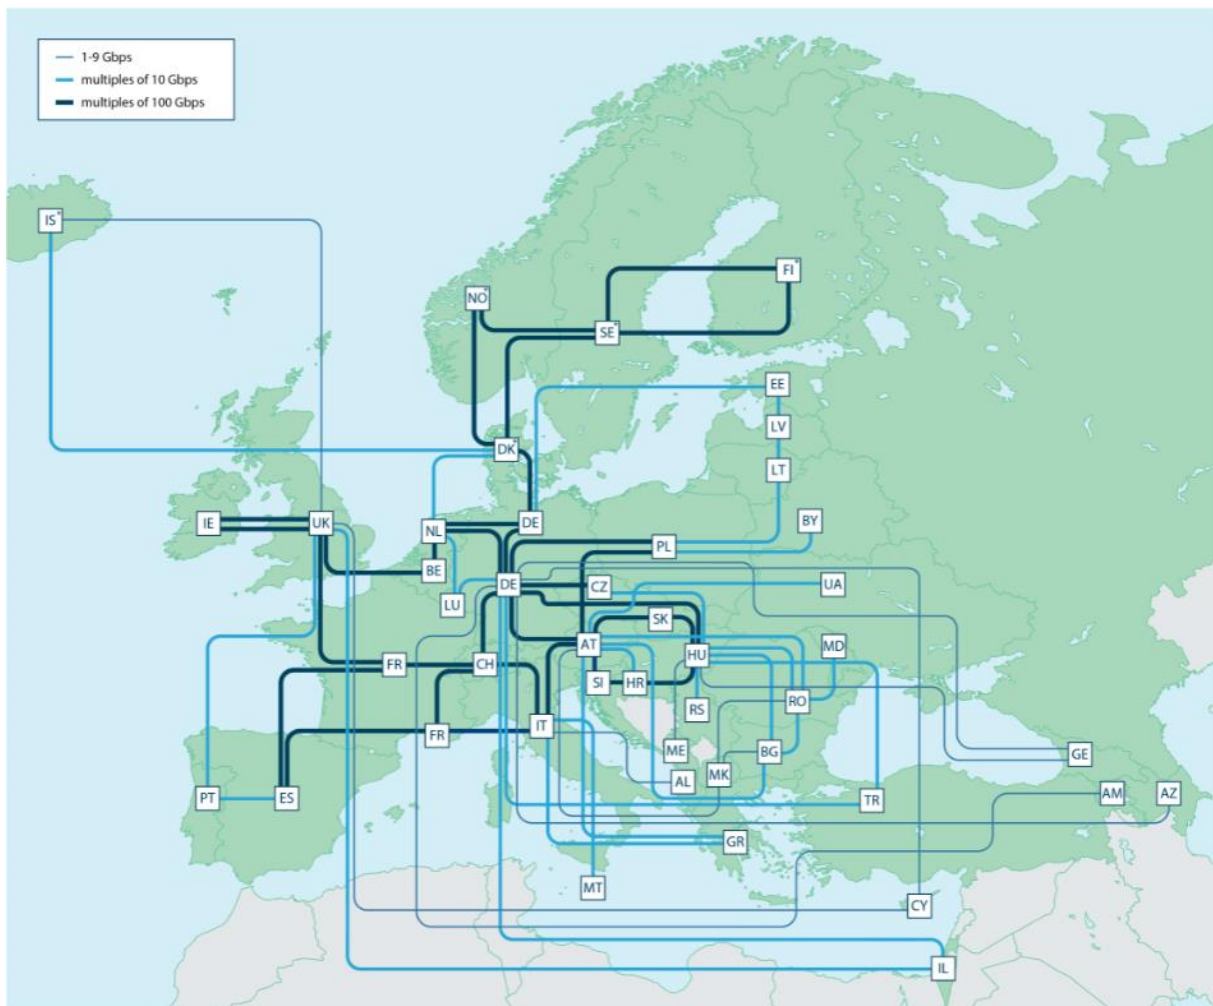 1-9 Gbps
multiples of 10 Gbps
multiples of 100 Gbps
IS*
FI*
NO*
SE*
EE
LV
DK*
LT
BY
IE
UK
NL
DE
PL
BE
DE
CZ
UA
LU
SK
AT
MD
FR
CH
HU
SI
HR
RS
RO
IT
FR
ME
BG
GE
AL
MK
PT
ES
TR
AM
AZ
GR
MT
CY
IL